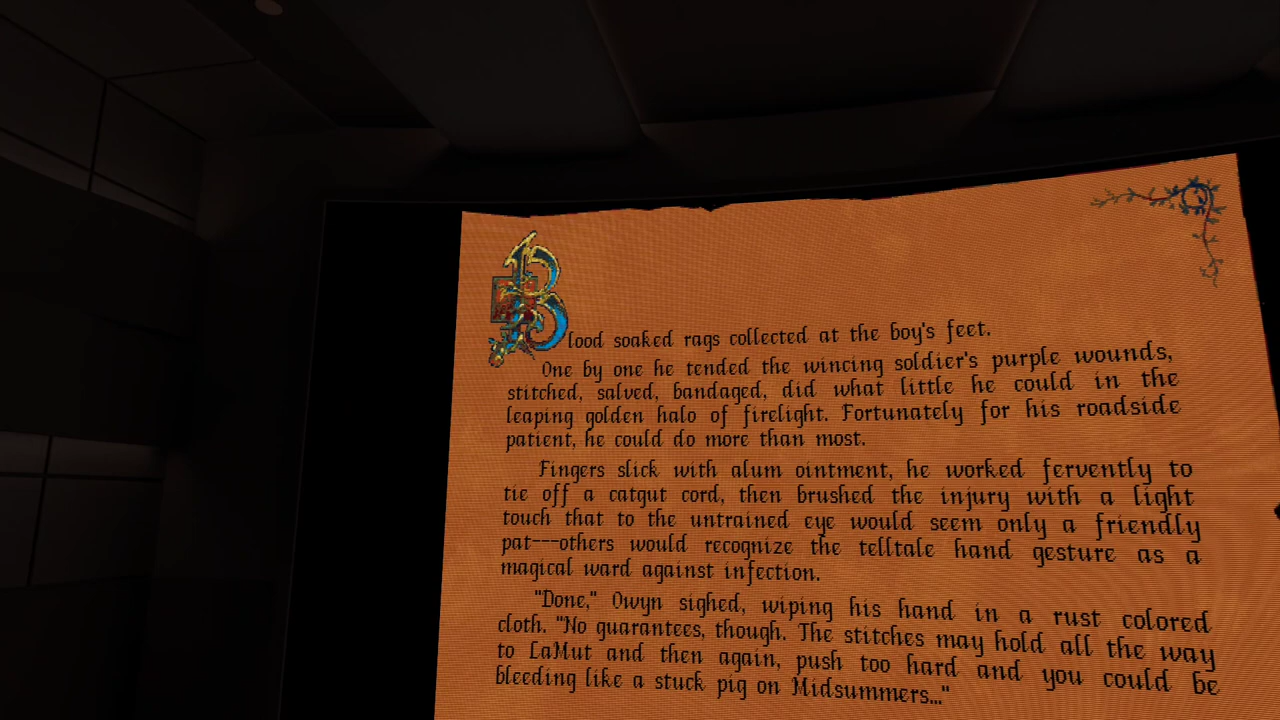 Blood soaked rags collected at the boy's feet.
One by one he tended the wincing soldier's purple wounds,
stitched, salved, bandaged, did what little he could in the
leaping golden halo of firelight. Fortunately for his roadside
patient, he could do more than most.
Fingers slick with alum ointment, he worked fervently to
tie off a catgut cord, then brushed the injury with a light
touch that to the untrained eye would seem only a friendly
pat---others would recognize the telltale hand gesture as a
magical ward against infection.
"Done," Owyn sighed, wiping his hand in a rust colored
cloth. "No guarantees, though. The stitches may hold all the way
to LaMut and then again, push too hard and you could be
bleeding like a stuck pig on Midsummers..."